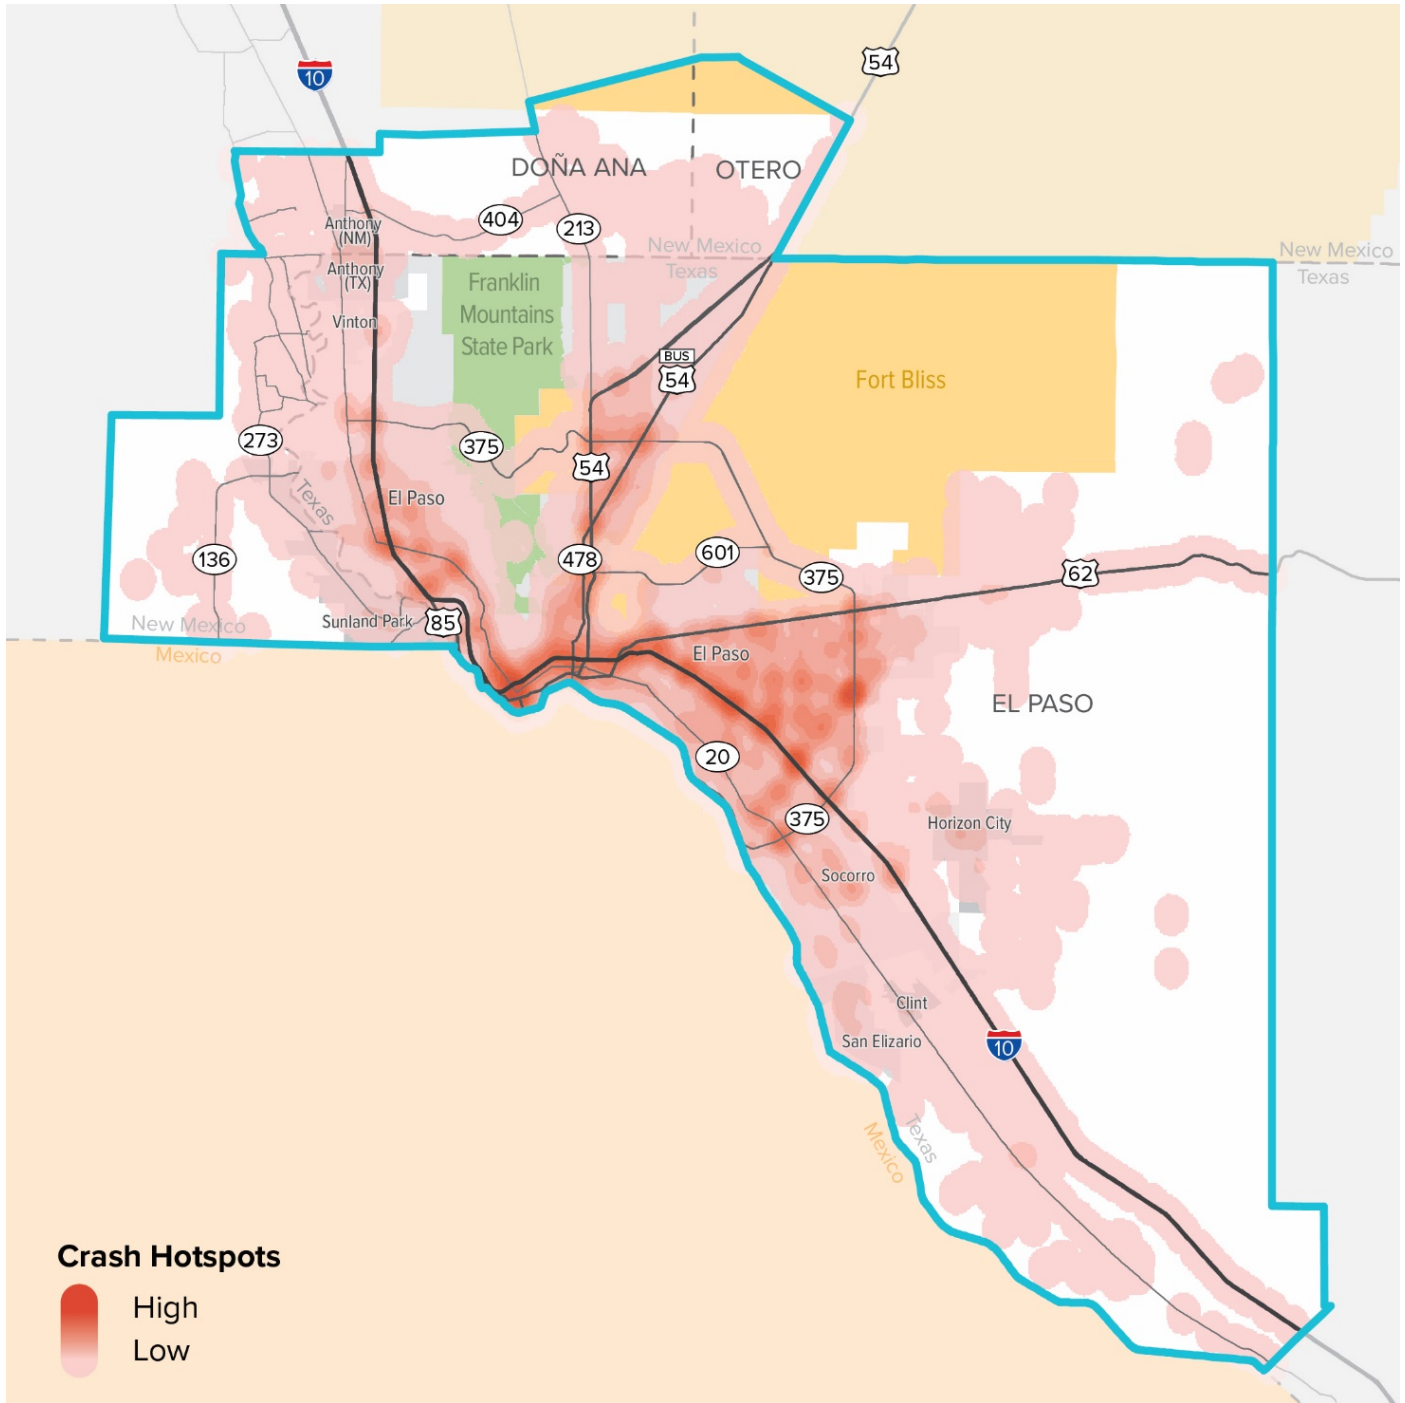 54
10
DOÑA ANA
OTERO
404
213
Anthony
(NM)
New Mexico
Texas
New Mexico
Texas
Anthony
(TX)
Franklin
Mountains
State Park
Vinton
BUS
54
Fort Bliss
273
375
54
El Paso
Texas
136
478
601
375
62
New Mexico
Mexico
Sunland Park
85
El Paso
EL PASO
20
375
Horizon City
Socorro
Clint
San Elizario
10
Texas
Mexico
Crash Hotspots
High
Low